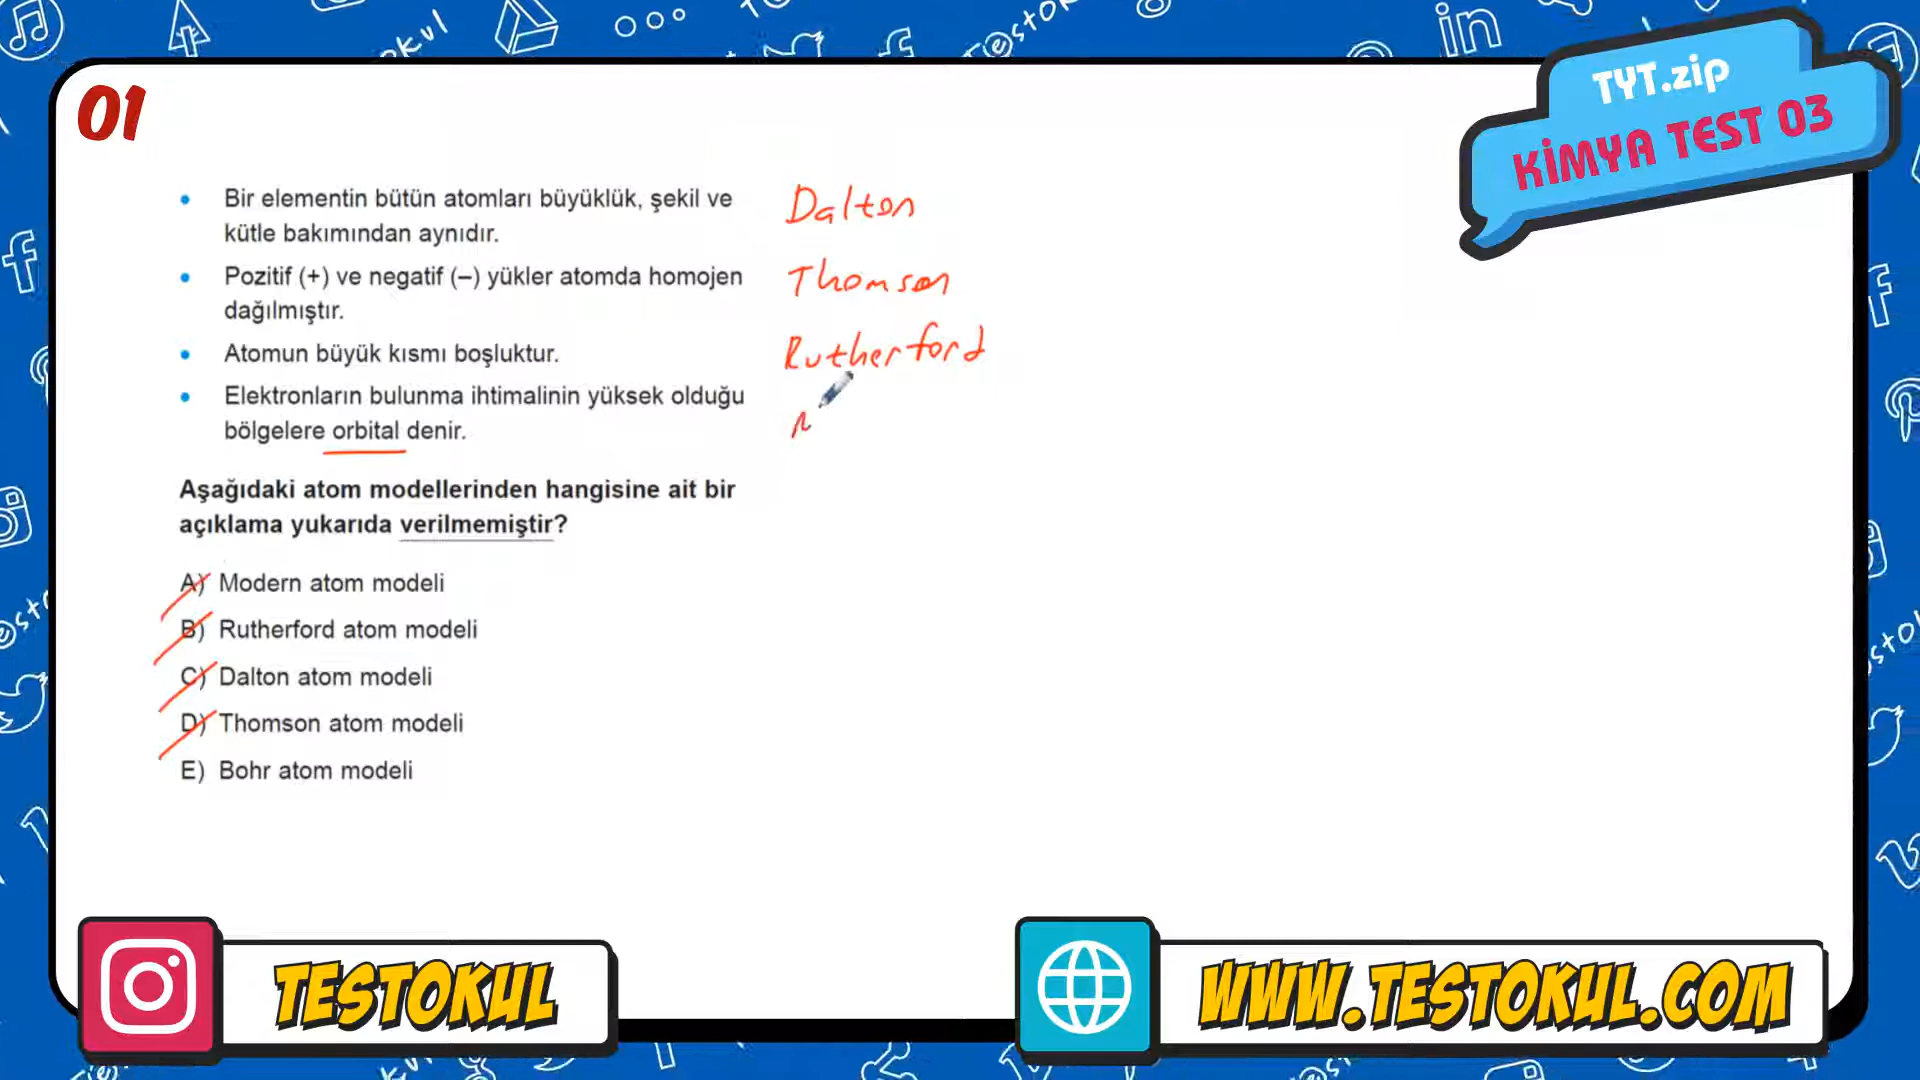 01
TYT.zip
KİMYA TEST 03
• Bir elementin bütün atomları büyüklük, şekil ve
kütle bakımından aynıdır.
Dalton
• Pozitif (+) ve negatif (–) yükler atomda homojen
dağılmıştır.
Thomson
• Atomun büyük kısmı boşluktur.
Rutherford
• Elektronların bulunma ihtimalinin yüksek olduğu
bölgelere orbital denir.
Aşağıdaki atom modellerinden hangisine ait bir
açıklama yukarıda verilmemiştir?
A) Modern atom modeli
B) Rutherford atom modeli
C) Dalton atom modeli
D) Thomson atom modeli
E) Bohr atom modeli
TESTOKUL
WWW.TESTOKUL.COM